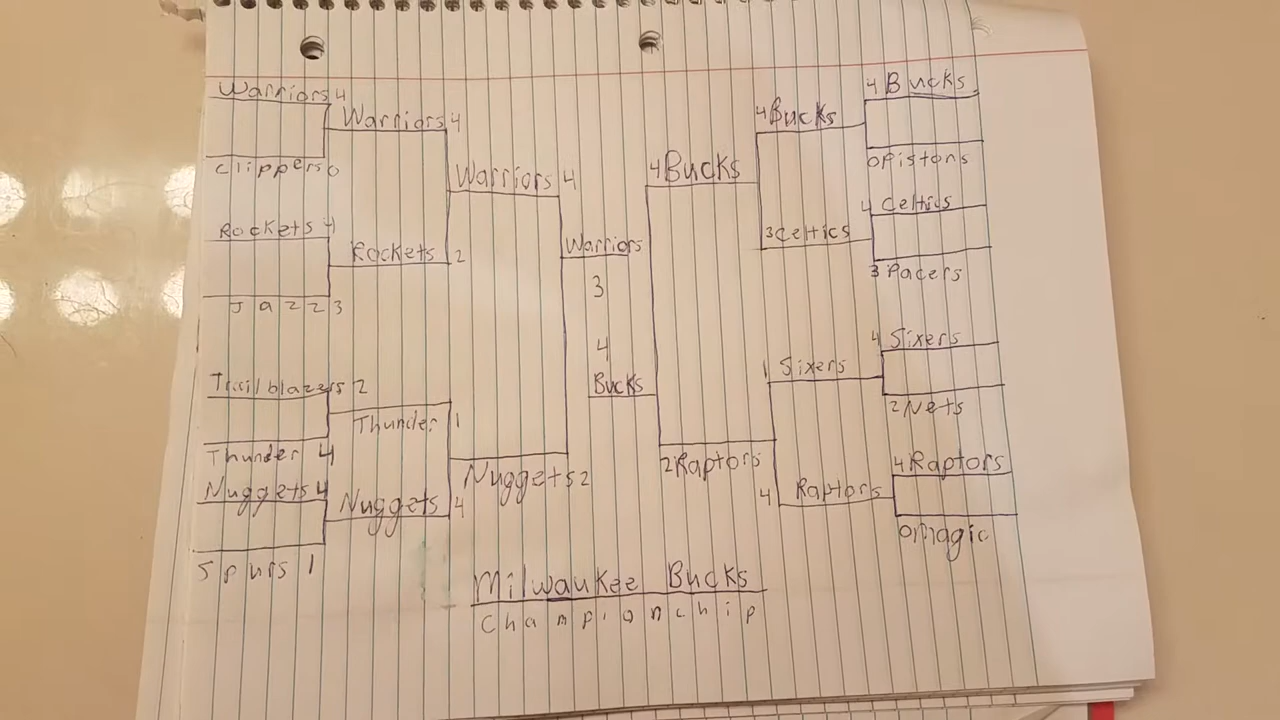 Warriors 4
Clippers 0
Rockets 4
Jazz 3
Trailblazers 2
Thunder 4
Nuggets 4
Spurs 1
Warriors 4
Rockets 2
Thunder 1
Nuggets 4
Warriors 4
Nuggets 2
Warriors
3
4
Bucks
4 Bucks
2 Raptors
4 Bucks
3 Celtics
1 Sixers
4 Raptors
4 Bucks
0 Pistons
4 Celtics
3 Pacers
4 Sixers
2 Nets
4 Raptors
0 Magic
Milwaukee Bucks
Championchip